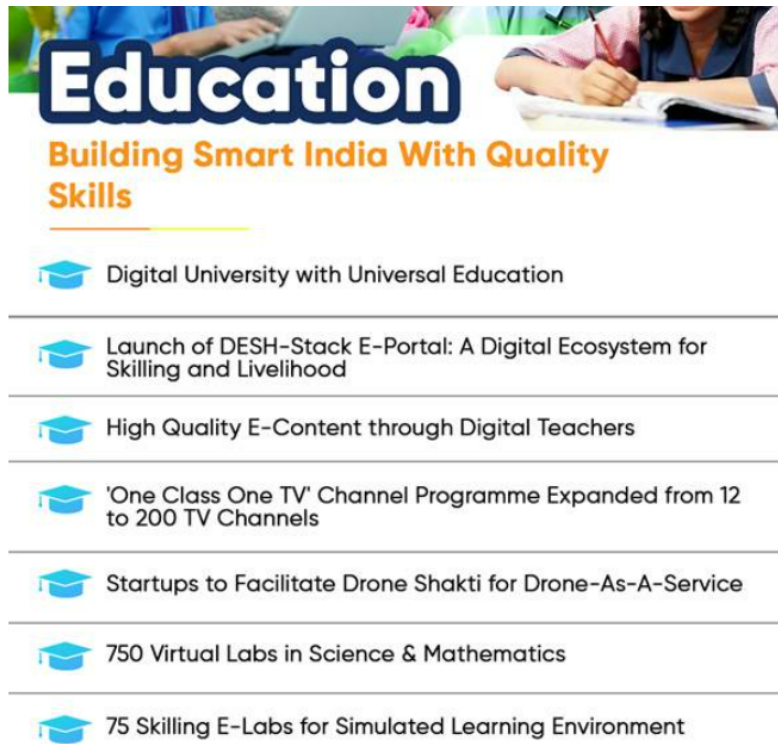 Education
Building Smart India With Quality
Skills
Digital University with Universal Education
Launch of DESH-Stack E-Portal: A Digital Ecosystem for
Skilling and Livelihood
High Quality E-Content through Digital Teachers
'One Class One TV' Channel Programme Expanded from 12
to 200 TV Channels
Startups to Facilitate Drone Shakti for Drone-As-A-Service
750 Virtual Labs in Science & Mathematics
75 Skilling E-Labs for Simulated Learning Environment